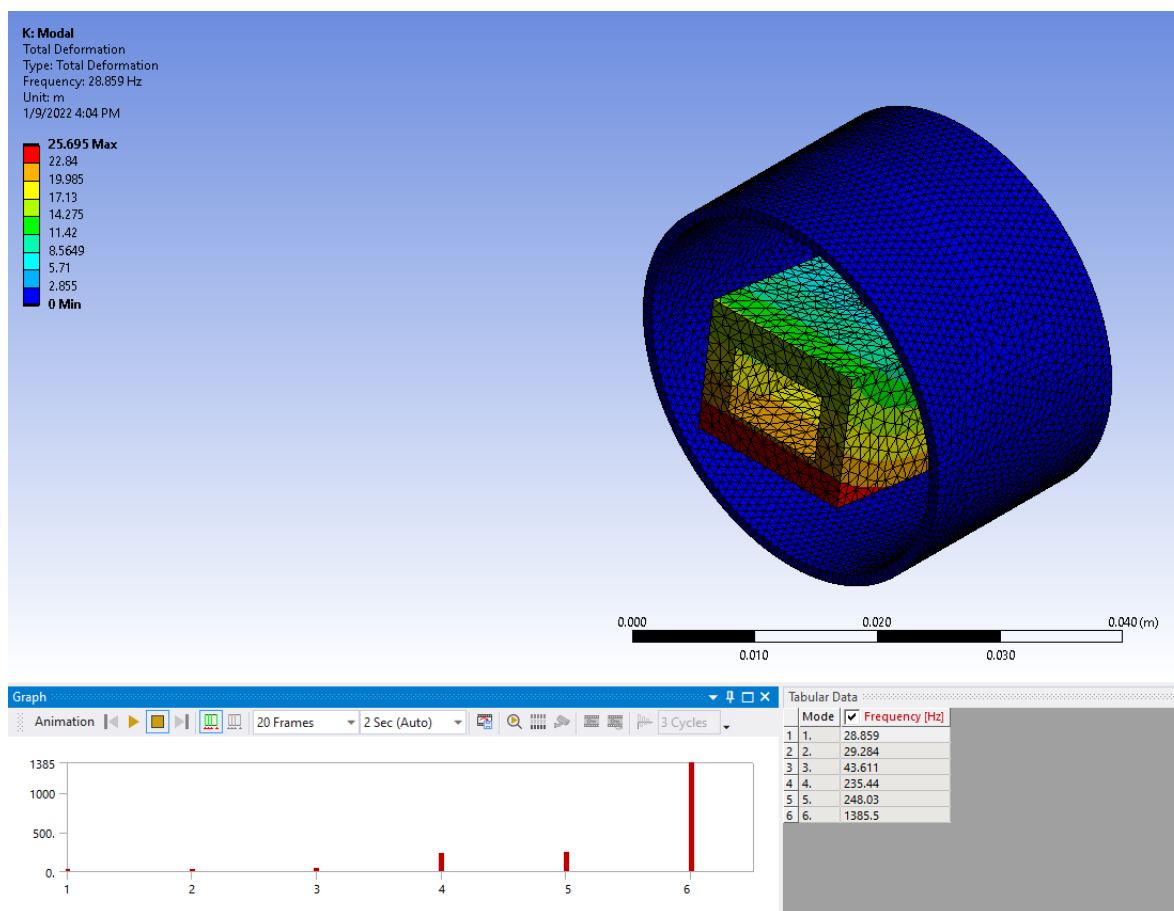 K: Modal
Total Deformation
Type: Total Deformation
Frequency: 28.859 Hz
Unit: m
1/9/2022 4:04 PM
25.695 Max
22.84
19.985
17.13
14.275
11.42
8.5649
5.71
2.855
0 Min
0.000 0.020 0.040 (m)
0.010 0.030
Graph
Animation 20 Frames 2 Sec (Auto) 3 Cycles
1385
1000
500.
0.
1 2 3 4 5 6
Tabular Data
Mode Frequency [Hz]
1 1. 28.859
2 2. 29.284
3 3. 43.611
4 4. 235.44
5 5. 248.03
6 6. 1385.5